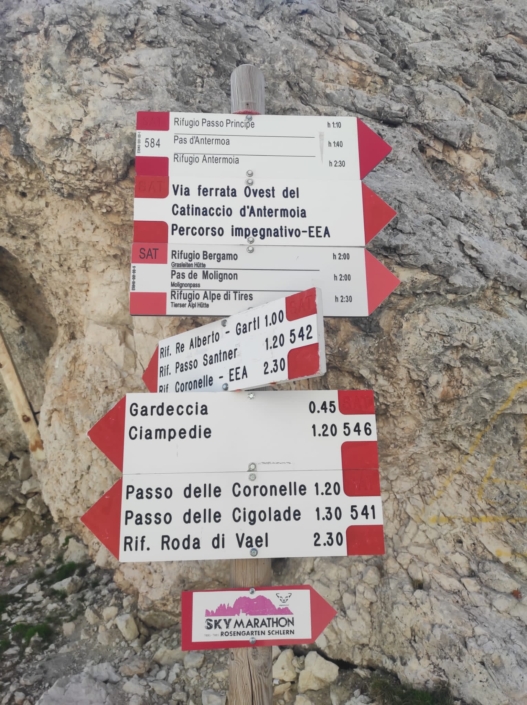 Rifugio Passo Principe h 1:10
584
Pas d'Antermoa h 1:40
Rifugio Antermoia h 2:30
SAT
Via ferrata Ovest del
Catinaccio d'Antermoia
Percorso impegnativo-EEA
SAT
Rifugio Bergamo h 2:00
Grasleiten Hütte
Pas de Molignon h 2:00
Molignonpass
Rifugio Alpe di Tires h 2:30
Tierser Alpl Hütte
SAT
Rif. Re Alberto - Gartl 1.00
Rif. Passo Santner 1.20 542
Rif. Coronelle - EEA 2.30
Gardeccia 0.45
Ciampedie 1.20 546
Passo delle Coronelle 1.20
Passo delle Cigolade 1.30 541
Rif. Roda di Vael 2.30
SKYMARATHON
ROSENGARTEN SCHLERN